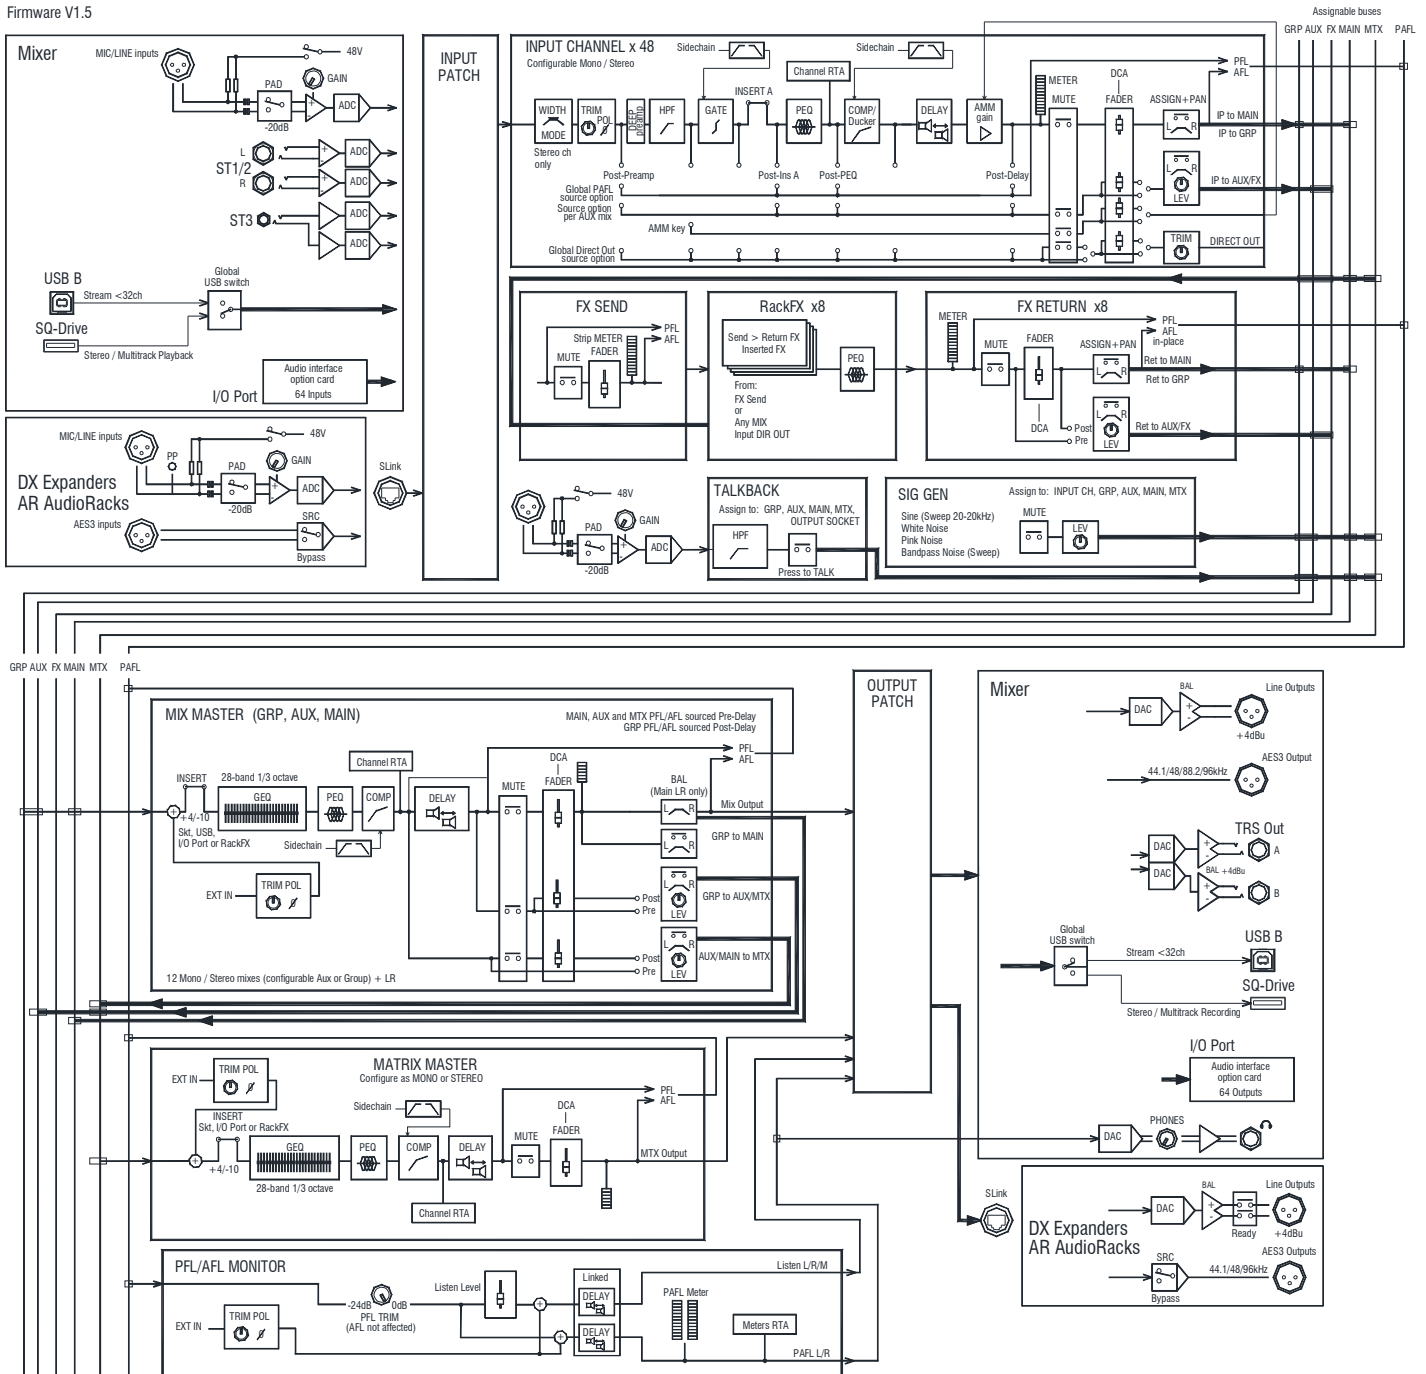 Firmware V1.5
Assignable buses
GRP AUX FX MAIN MTX PAFL
Mixer
MIC/LINE inputs
48V
PAD
GAIN
-20dB
ADC
L
ST1/2
R
ADC
ADC
ST3
ADC
ADC
USB B
Stream <32ch
Global
USB switch
SQ-Drive
Stereo / Multitrack Playback
I/O Port
Audio interface
option card
64 Inputs
DX Expanders
AR AudioRacks
MIC/LINE inputs
PP
48V
PAD
GAIN
-20dB
ADC
AES3 inputs
SRC
Bypass
SLink
INPUT
PATCH
INPUT CHANNEL x 48
Configurable Mono / Stereo
Sidechain
Sidechain
Channel RTA
INSERT A
WIDTH
MODE
Stereo ch
only
TRIM
POL
DEEP
preamp
HPF
GATE
PEQ
COMP/
Ducker
DELAY
AMM
gain
METER
MUTE
DCA
FADER
ASSIGN+PAN
PFL
AFL
L R
IP to MAIN
IP to GRP
L R
LEV
IP to AUX/FX
TRIM
DIRECT OUT
Post-Preamp
Post-Ins A
Post-PEQ
Post-Delay
Global PAFL
source option
Source option
per AUX mix
AMM key
Global Direct Out
source option
FX SEND
PFL
AFL
Strip METER
MUTE
FADER
RackFX x8
Send > Return FX
Inserted FX
From:
FX Send
or
Any MIX
Input DIR OUT
PEQ
FX RETURN x8
METER
MUTE
FADER
DCA
PFL
AFL
in-place
ASSIGN+PAN
L R
Ret to MAIN
Ret to GRP
L R
LEV
Ret to AUX/FX
Post
Pre
48V
PAD
GAIN
-20dB
ADC
TALKBACK
Assign to: GRP, AUX, MAIN, MTX,
OUTPUT SOCKET
HPF
Press to TALK
SIG GEN
Assign to: INPUT CH, GRP, AUX, MAIN, MTX
Sine (Sweep 20-20kHz)
White Noise
Pink Noise
Bandpass Noise (Sweep)
MUTE
LEV
GRP AUX FX MAIN MTX PAFL
MIX MASTER (GRP, AUX, MAIN)
MAIN, AUX and MTX PFL/AFL sourced Pre-Delay
GRP PFL/AFL sourced Post-Delay
PFL
AFL
Channel RTA
INSERT
+4/-10
Skt, USB,
I/O Port or RackFX
28-band 1/3 octave
GEQ
PEQ
COMP
Sidechain
DELAY
MUTE
DCA
FADER
BAL
(Main LR only)
L R
Mix Output
L R
GRP to MAIN
L R
LEV
GRP to AUX/MTX
Post
Pre
L R
LEV
AUX/MAIN to MTX
Post
Pre
EXT IN
TRIM POL
12 Mono / Stereo mixes (configurable Aux or Group) + LR
MATRIX MASTER
Configure as MONO or STEREO
EXT IN
TRIM POL
INSERT
Skt, I/O Port or RackFX
+4/-10
GEQ
28-band 1/3 octave
PEQ
Sidechain
COMP
Channel RTA
DELAY
MUTE
DCA
FADER
PFL
AFL
MTX Output
PFL/AFL MONITOR
-24dB 0dB
PFL TRIM
(AFL not affected)
EXT IN
TRIM POL
Listen Level
Linked
DELAY
DELAY
Listen L/R/M
PAFL Meter
Meters RTA
PAFL L/R
OUTPUT
PATCH
Mixer
DAC
BAL
Line Outputs
+4dBu
44.1/48/88.2/96kHz
AES3 Output
TRS Out
DAC
DAC
A
BAL +4dBu
B
Global
USB switch
Stream <32ch
USB B
SQ-Drive
Stereo / Multitrack Recording
I/O Port
Audio interface
option card
64 Outputs
DAC
PHONES
SLink
DX Expanders
AR AudioRacks
DAC
BAL
Ready
Line Outputs
+4dBu
SRC
Bypass
44.1/48/96kHz
AES3 Outputs